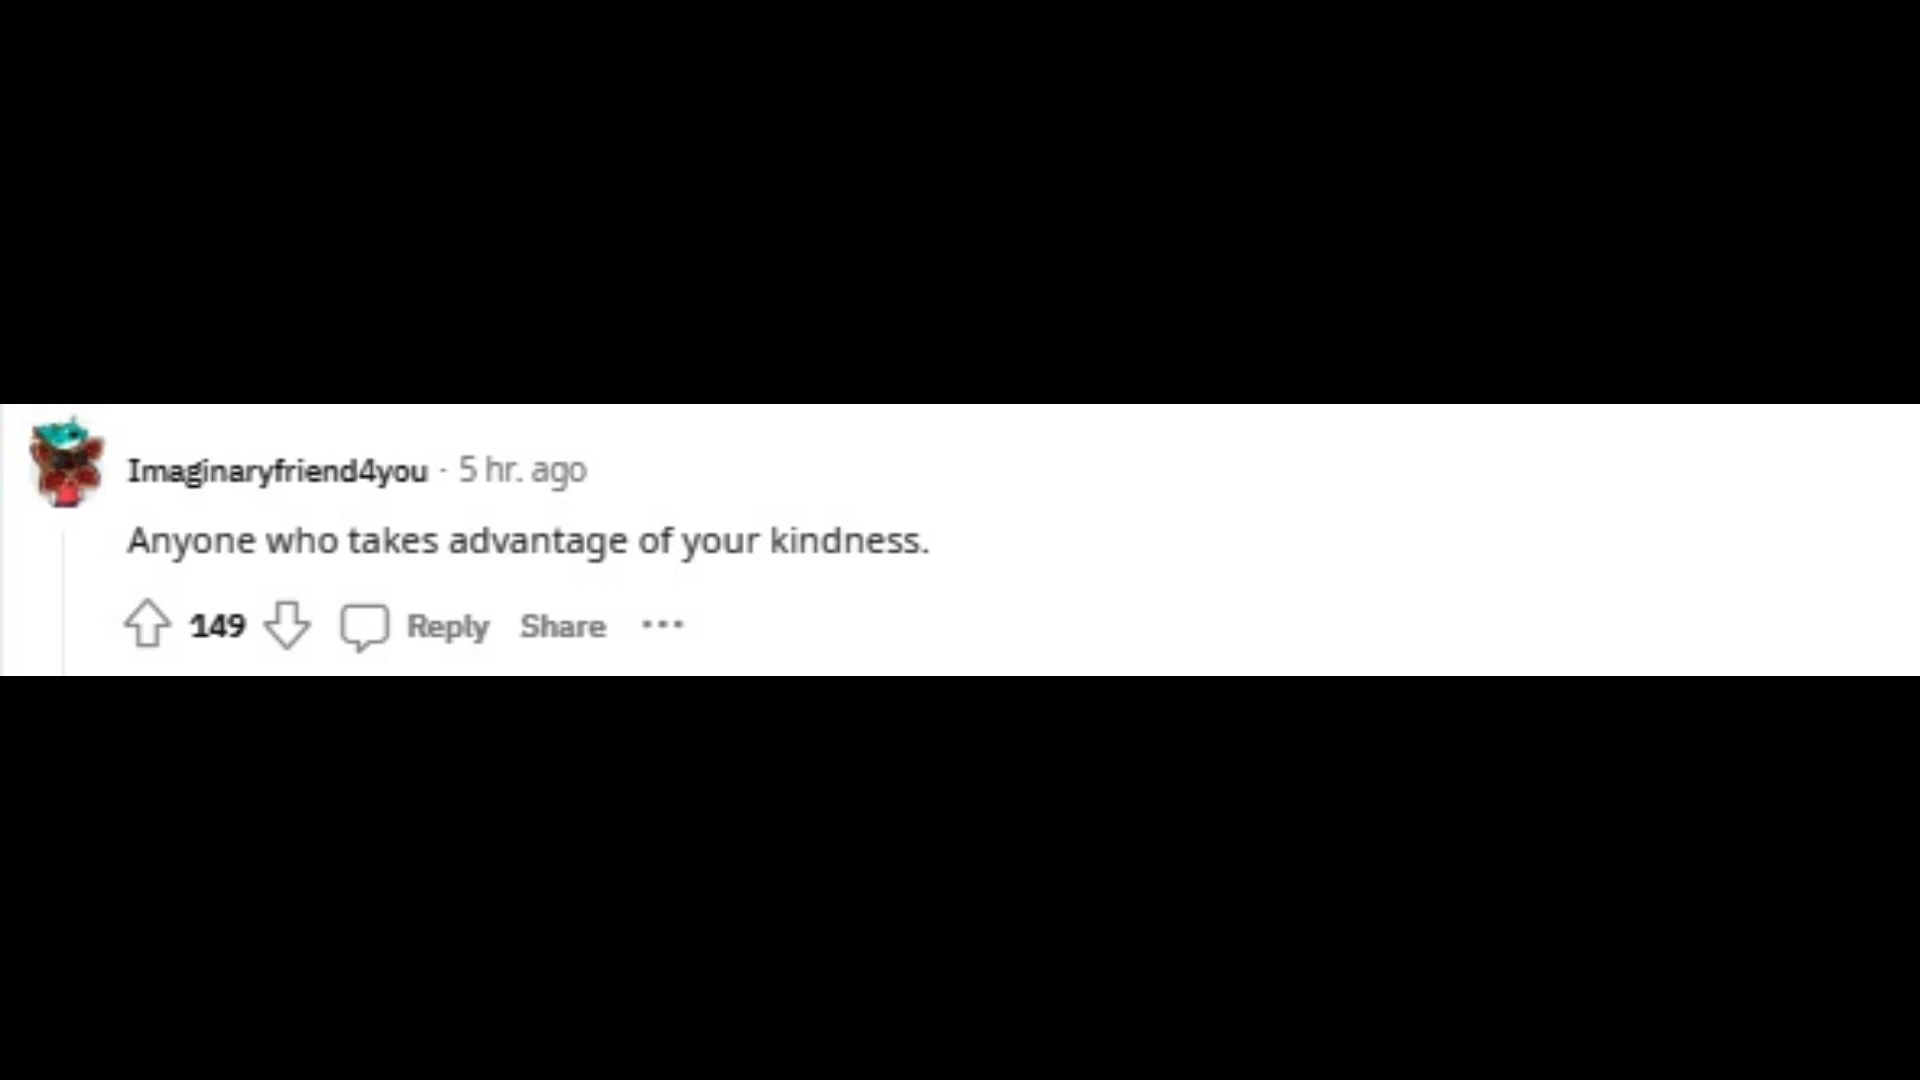 Imaginaryfriend4you · 5 hr. ago
Anyone who takes advantage of your kindness.
149 Reply Share ···